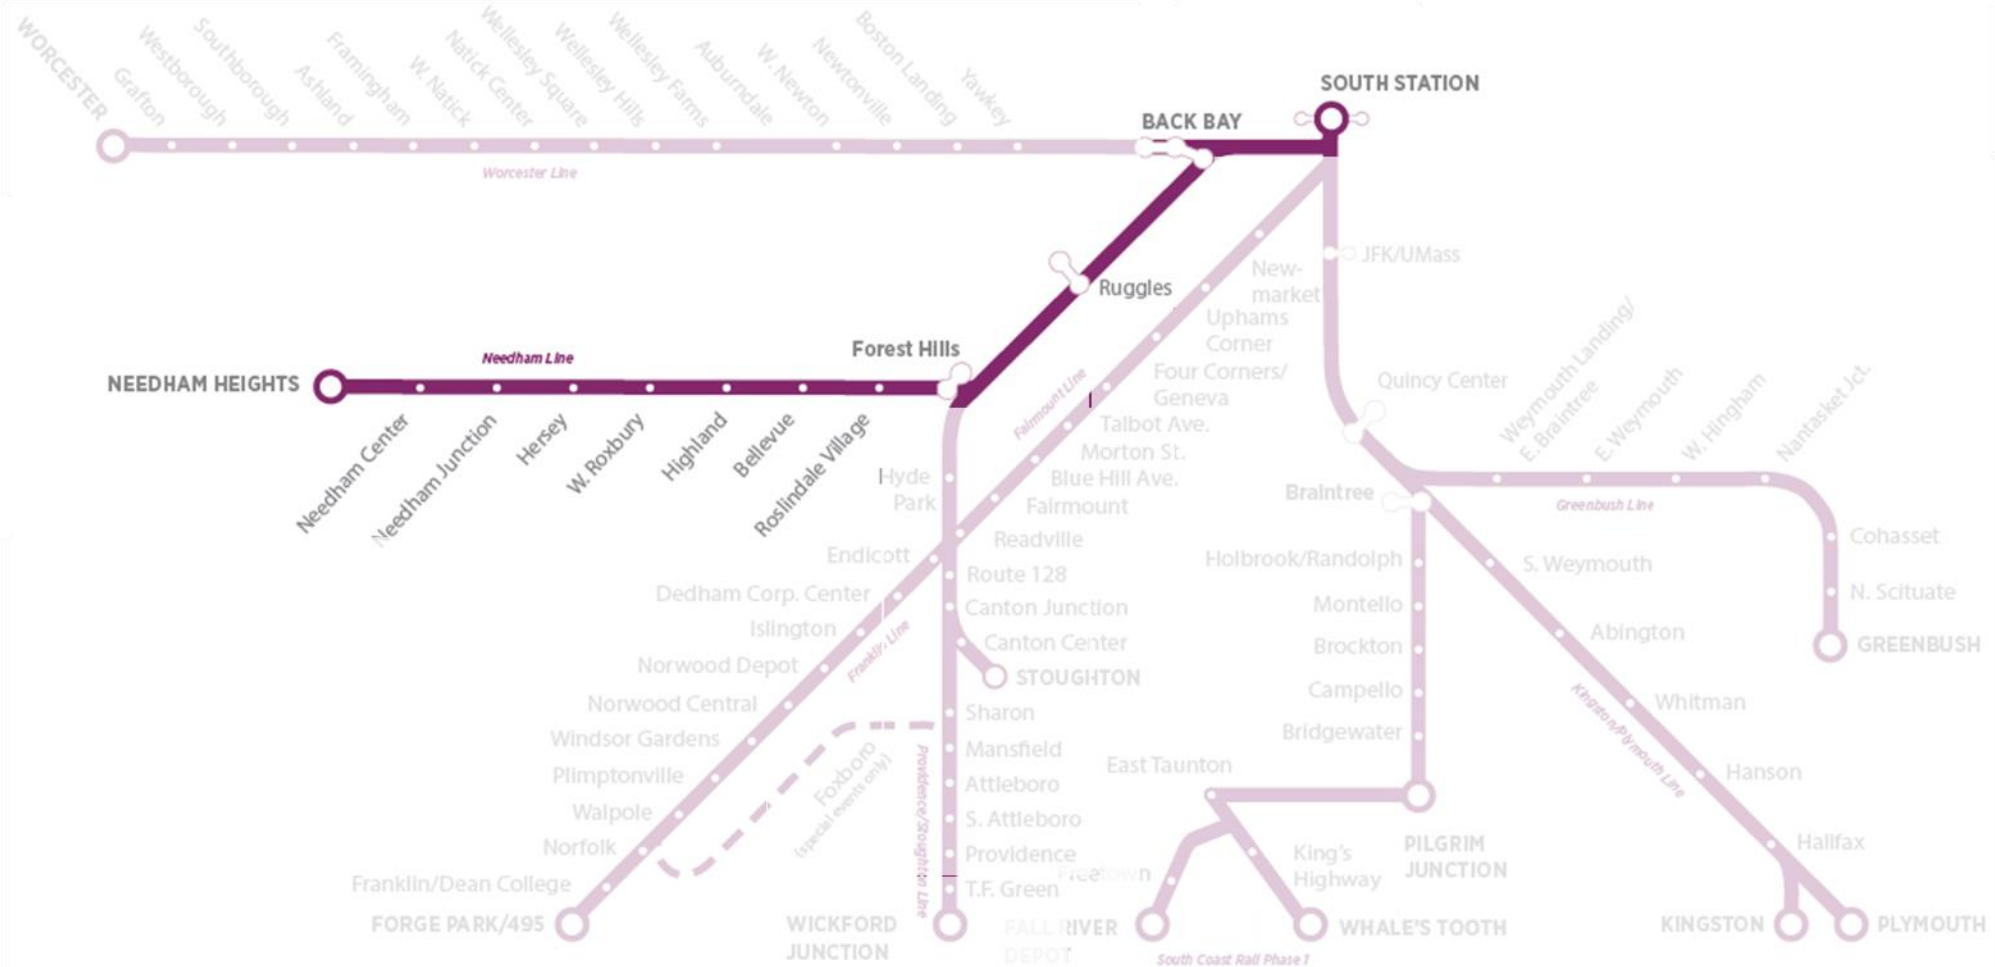 WORCESTER
Grafton
Westborough
Southborough
Ashland
Framingham
W. Natick
Natick Center
Wellesley Square
Wellesley Hills
Wellesley Farms
Auburndale
W. Newton
Newtonville
Boston Landing
Yawkey
Worcester Line
BACK BAY
SOUTH STATION
Ruggles
Forest Hills
Needham Line
NEEDHAM HEIGHTS
Needham Center
Needham Junction
Hersey
W. Roxbury
Highland
Bellevue
Roslindale Village
JFK/UMass
New-
market
Uphams
Corner
Four Corners/
Geneva
Talbot Ave.
Morton St.
Blue Hill Ave.
Fairmount
Readville
Fairmount Line
Hyde
Park
Route 128
Canton Junction
Canton Center
STOUGHTON
Sharon
Mansfield
Attleboro
S. Attleboro
Providence
T.F. Green
WICKFORD
JUNCTION
Providence/Stoughton Line
Endicott
Dedham Corp. Center
Islington
Norwood Depot
Norwood Central
Windsor Gardens
Plimptonville
Walpole
Norfolk
Franklin/Dean College
FORGE PARK/495
Franklin Line
Foxboro
(special events only)
Quincy Center
Braintree
Weymouth Landing/
E. Braintree
E. Weymouth
W. Hingham
Nantasket Jct.
Greenbush Line
Cohasset
N. Scituate
GREENBUSH
Holbrook/Randolph
Montello
Brockton
Campello
Bridgewater
S. Weymouth
Abington
Whitman
Hanson
Halifax
Kingston/Plymouth Line
KINGSTON
PLYMOUTH
East Taunton
PILGRIM
JUNCTION
King's
Highway
Freetown
FALL RIVER
DEPOT
WHALE'S TOOTH
South Coast Rail Phase 1